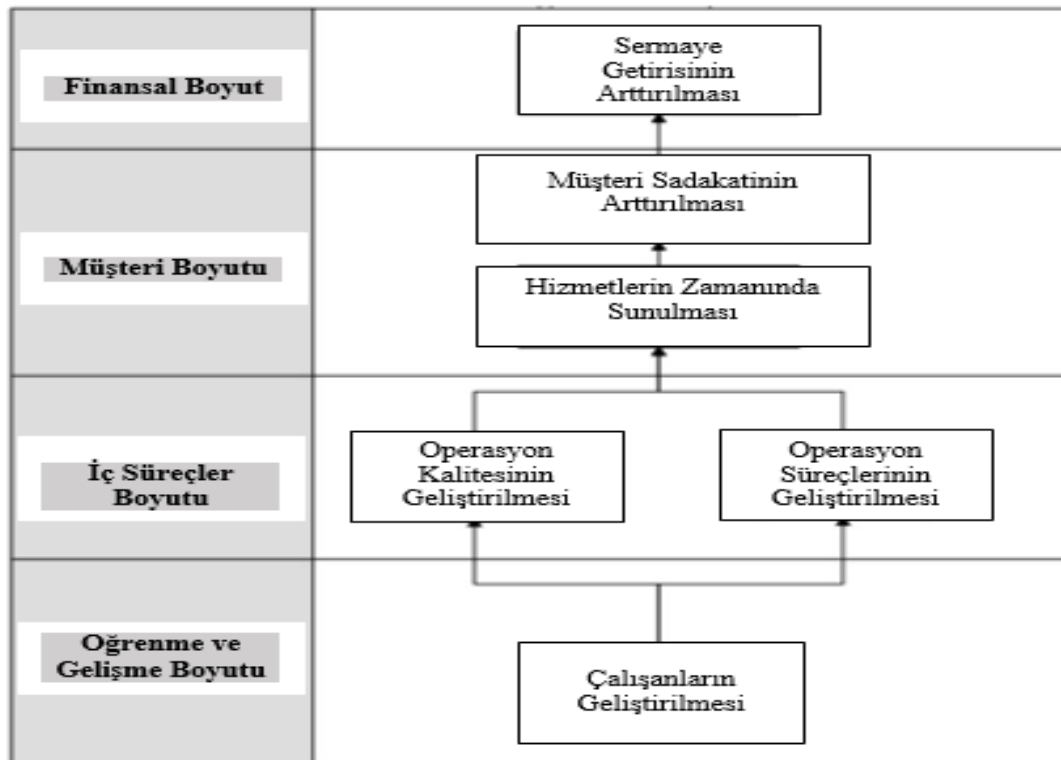 Finansal Boyut
Sermaye
Getirisinin
Arttırılması
Müşteri Boyutu
Müşteri Sadakatinin
Arttırılması
Hizmetlerin Zamanında
Sunulması
İç Süreçler
Boyutu
Operasyon
Kalitesinin
Geliştirilmesi
Operasyon
Süreçlerinin
Geliştirilmesi
Oğrenme ve
Gelişme Boyutu
Çalışanların
Geliştirilmesi